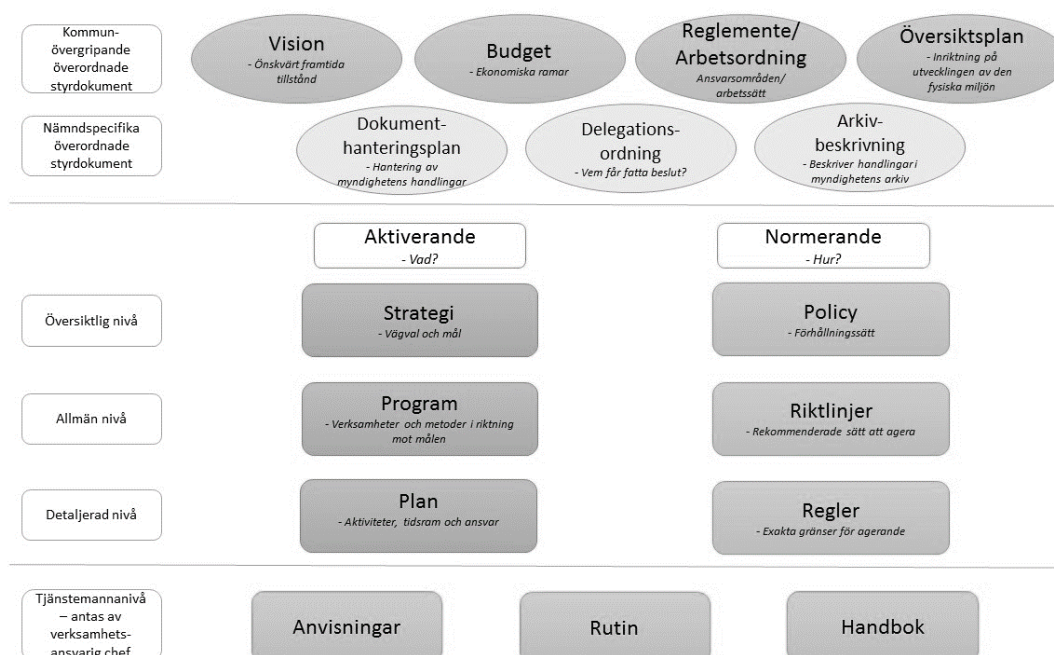 Kommun-
övergripande
överordnade
styrdokument
Vision
- Önskvärt framtida
tillstånd
Budget
- Ekonomiska ramar
Reglemente/
Arbetsordning
Ansvarsområden/
arbetssätt
Översiktsplan
- Inriktning på
utvecklingen av den
fysiska miljön
Nämndspecifika
överordnade
styrdokument
Dokument-
hanteringsplan
- Hantering av
myndighetens handlingar
Delegations-
ordning
- Vem får fatta beslut?
Arkiv-
beskrivning
- Beskriver handlingar i
myndighetens arkiv
Aktiverande
- Vad?
Normerande
- Hur?
Översiktlig nivå
Strategi
- Vägval och mål
Policy
- Förhållningssätt
Allmän nivå
Program
- Verksamheter och metoder i riktning
mot målen
Riktlinjer
- Rekommenderade sätt att agera
Detaljerad nivå
Plan
- Aktiviteter, tidsram och ansvar
Regler
- Exakta gränser för agerande
Tjänstemannanivå
– antas av
verksamhets-
ansvarig chef
Anvisningar
Rutin
Handbok